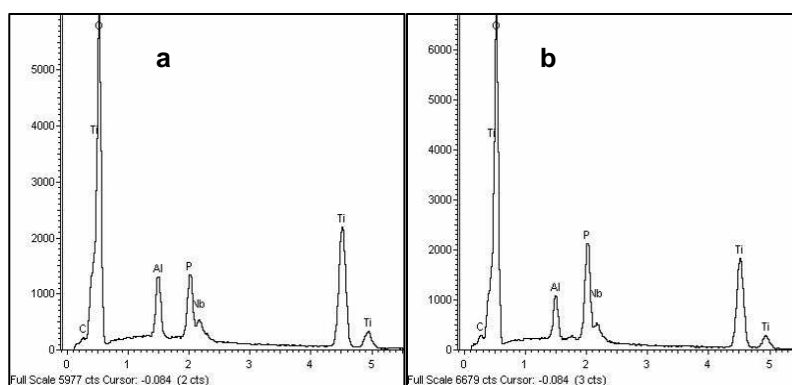 a
O
Ti
C
Al
P
Nb
Ti
Ti
5000
4000
3000
2000
1000
0
0 1 2 3 4 5
Full Scale 5977 cts Cursor: -0.084 (2 cts)
b
O
Ti
C
Al
P
Nb
Ti
Ti
6000
5000
4000
3000
2000
1000
0
0 1 2 3 4 5
Full Scale 6679 cts Cursor: -0.084 (3 cts)